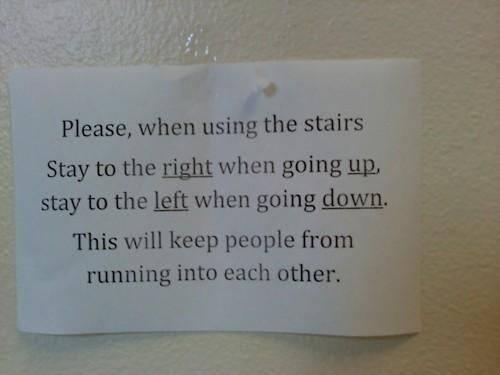 Please, when using the stairs
Stay to the right when going up,
stay to the left when going down.
This will keep people from
running into each other.